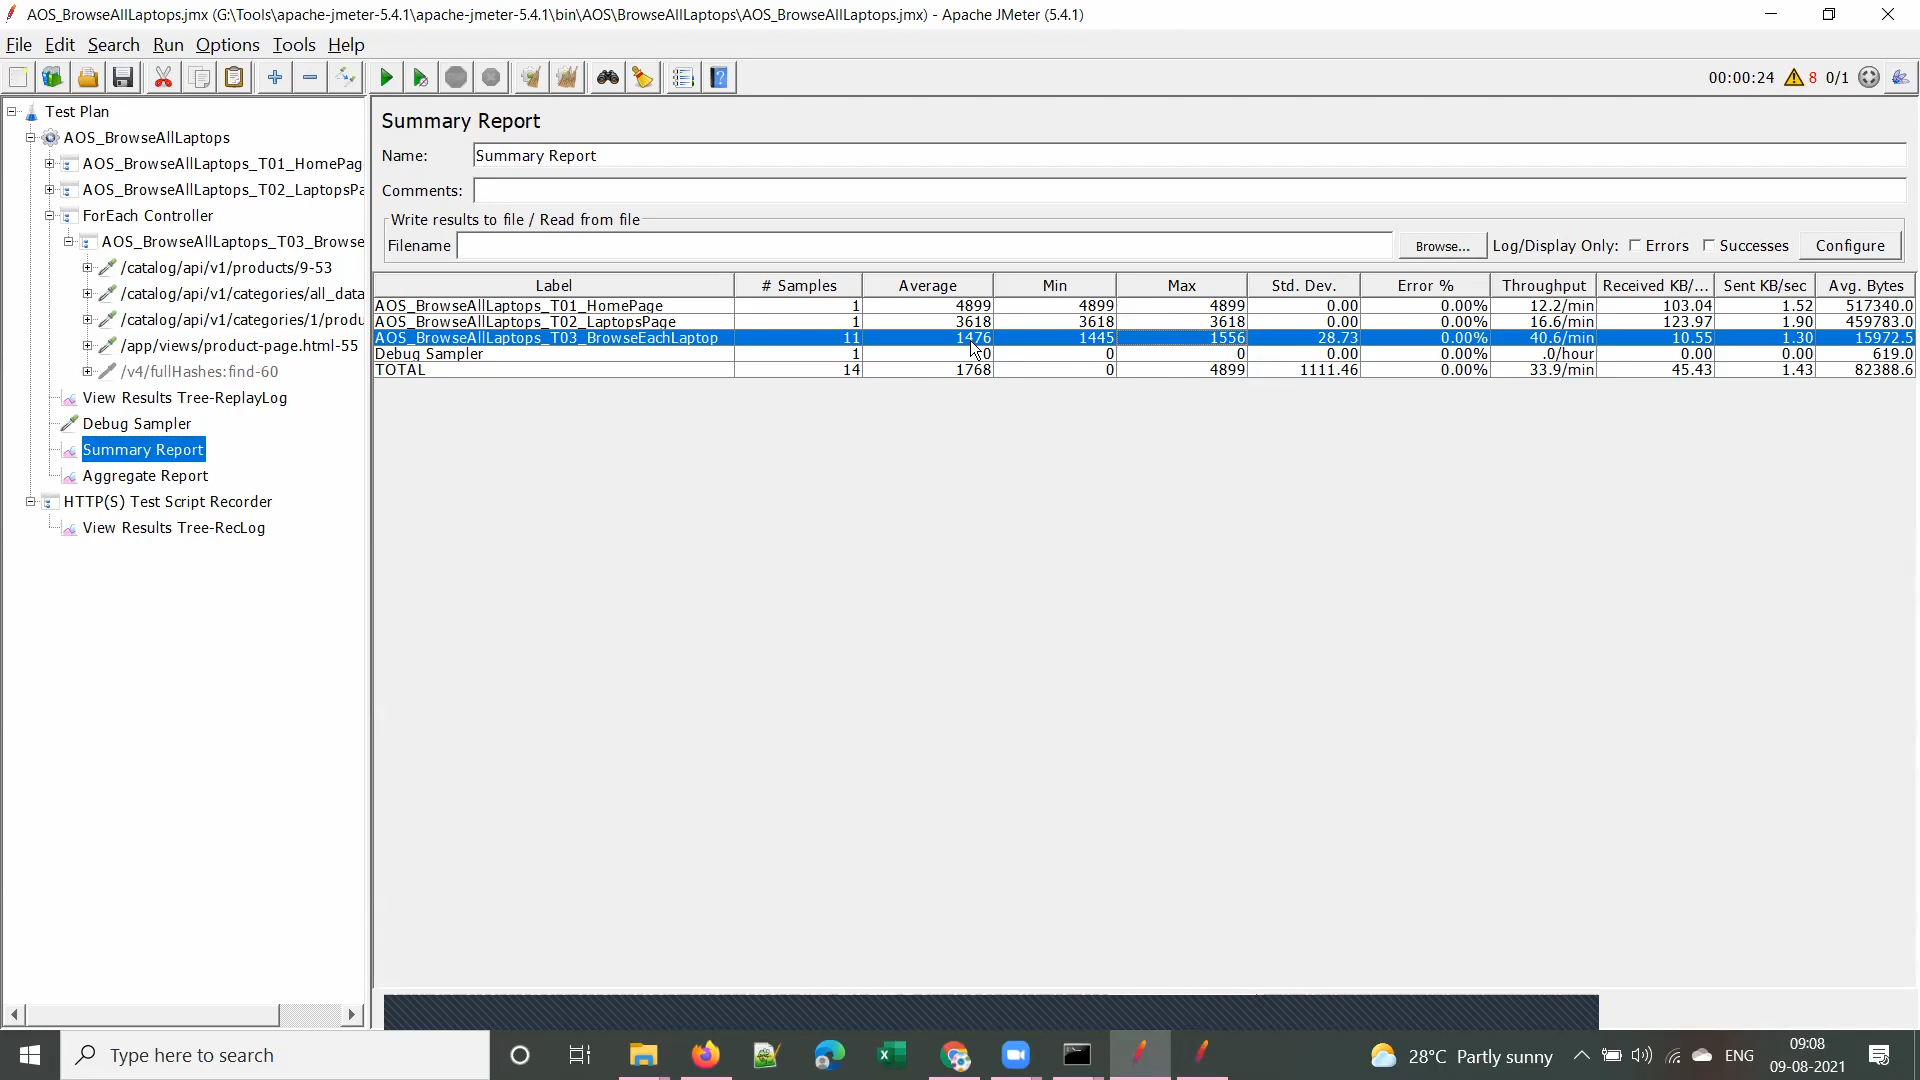 AOS_BrowseAllLaptops.jmx (G:\Tools\apache-jmeter-5.4.1\apache-jmeter-5.4.1\bin\AOS\BrowseAllLaptops\AOS_BrowseAllLaptops.jmx) - Apache JMeter (5.4.1)
File Edit Search Run Options Tools Help
00:00:24 8 0/1
Test Plan
AOS_BrowseAllLaptops
AOS_BrowseAllLaptops_T01_HomePag
AOS_BrowseAllLaptops_T02_LaptopsPa
ForEach Controller
AOS_BrowseAllLaptops_T03_Browse
/catalog/api/v1/products/9-53
/catalog/api/v1/categories/all_data
/catalog/api/v1/categories/1/produ
/app/views/product-page.html-55
/v4/fullHashes:find-60
View Results Tree-ReplayLog
Debug Sampler
Summary Report
Aggregate Report
HTTP(S) Test Script Recorder
View Results Tree-RecLog
Summary Report
Name: Summary Report
Comments:
Write results to file / Read from file
Filename Browse... Log/Display Only: Errors Successes Configure
Label # Samples Average Min Max Std. Dev. Error % Throughput Received KB/... Sent KB/sec Avg. Bytes
AOS_BrowseAllLaptops_T01_HomePage 1 4899 4899 4899 0.00 0.00% 12.2/min 103.04 1.52 517340.0
AOS_BrowseAllLaptops_T02_LaptopsPage 1 3618 3618 3618 0.00 0.00% 16.6/min 123.97 1.90 459783.0
AOS_BrowseAllLaptops_T03_BrowseEachLaptop 11 1476 1445 1556 28.73 0.00% 40.6/min 10.55 1.30 15972.5
Debug Sampler 1 0 0 0 0.00 0.00% .0/hour 0.00 0.00 619.0
TOTAL 14 1768 0 4899 1111.46 0.00% 33.9/min 45.43 1.43 82388.6
Type here to search
28°C Partly sunny
ENG
09:08
09-08-2021